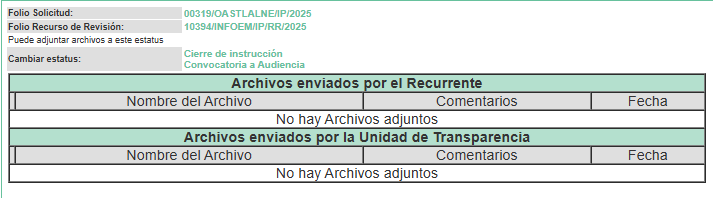 Folio Solicitud: 00319/OASTLALNE/IP/2025
Folio Recurso de Revisión: 10394/INFOEM/IP/RR/2025
Puede adjuntar archivos a este estatus
Cambiar estatus: Cierre de instrucción
Convocatoria a Audiencia
Archivos enviados por el Recurrente
Nombre del Archivo Comentarios Fecha
No hay Archivos adjuntos
Archivos enviados por la Unidad de Transparencia
Nombre del Archivo Comentarios Fecha
No hay Archivos adjuntos